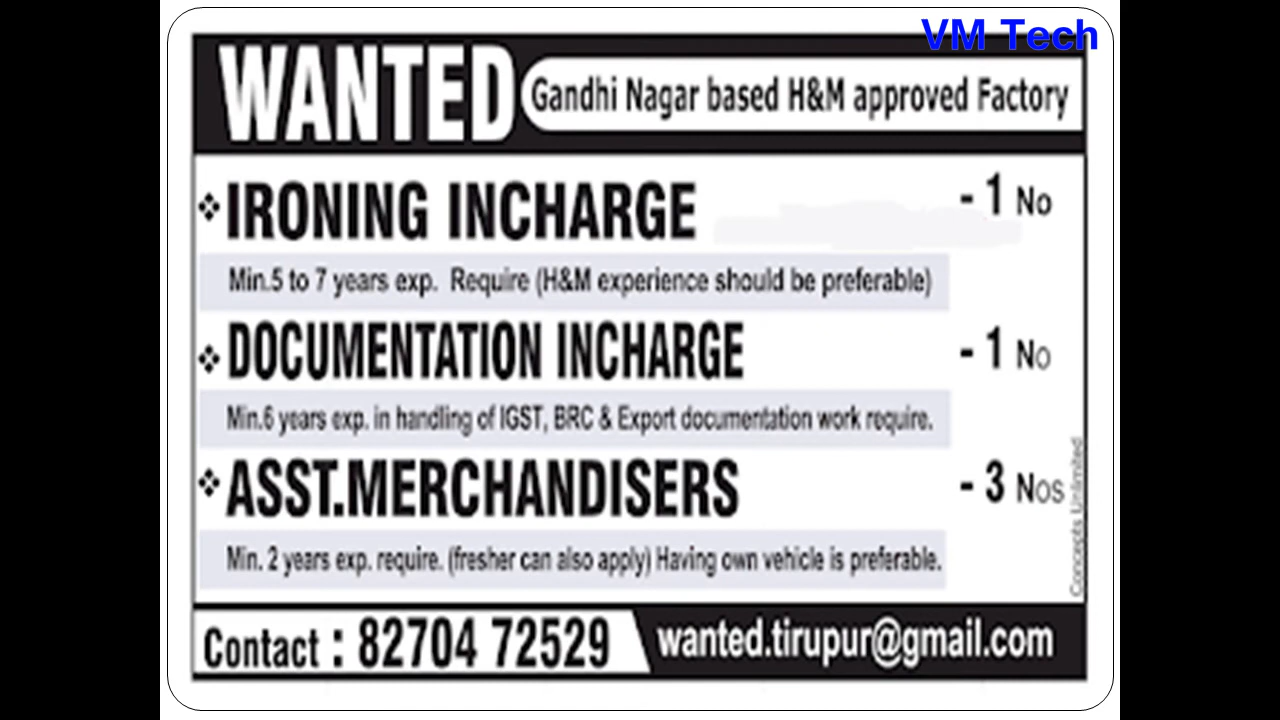 VM Tech
WANTED Gandhi Nagar based H&M approved Factory
❖ IRONING INCHARGE - 1 No
Min.5 to 7 years exp. Require (H&M experience should be preferable)
❖ DOCUMENTATION INCHARGE - 1 No
Min.6 years exp. in handling of IGST, BRC & Export documentation work require.
❖ ASST.MERCHANDISERS - 3 Nos
Min. 2 years exp. require. (fresher can also apply) Having own vehicle is preferable.
Concepts Unlimited
Contact : 82704 72529 wanted.tirupur@gmail.com